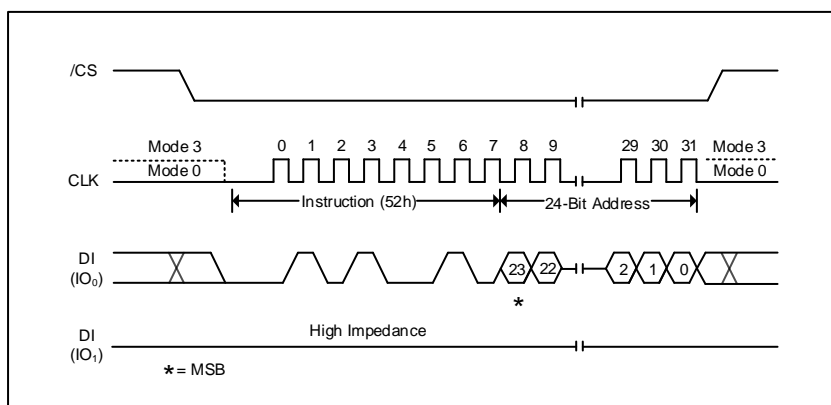 /CS
Mode 3 0 1 2 3 4 5 6 7 8 9 29 30 31 Mode 3
CLK Mode 0 Mode 0
Instruction (52h) 24-Bit Address
DI
(IO₀) 23 22 2 1 0
*
High Impedance
DI
(IO₁)
* = MSB